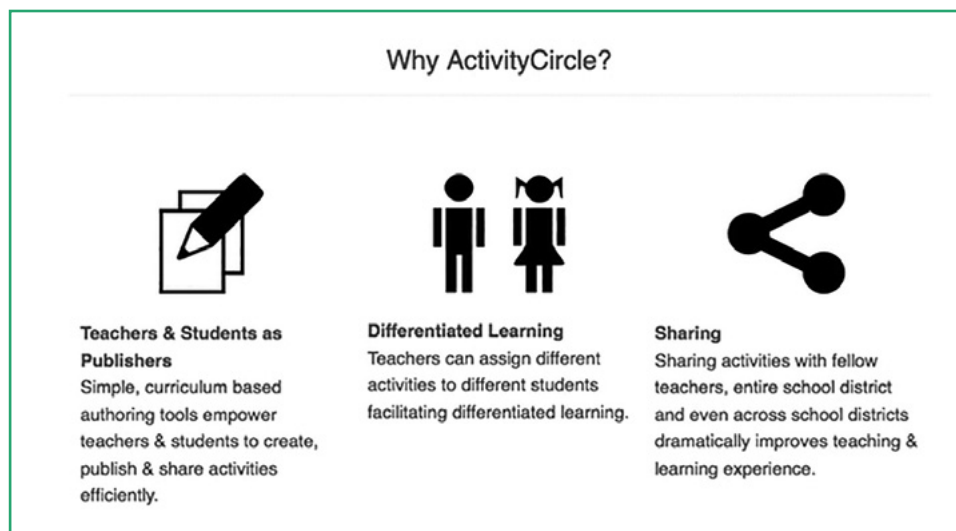 Why ActivityCircle?
Teachers & Students as
Publishers
Simple, curriculum based
authoring tools empower
teachers & students to create,
publish & share activities
efficiently.
Differentiated Learning
Teachers can assign different
activities to different students
facilitating differentiated learning.
Sharing
Sharing activities with fellow
teachers, entire school district
and even across school districts
dramatically improves teaching &
learning experience.